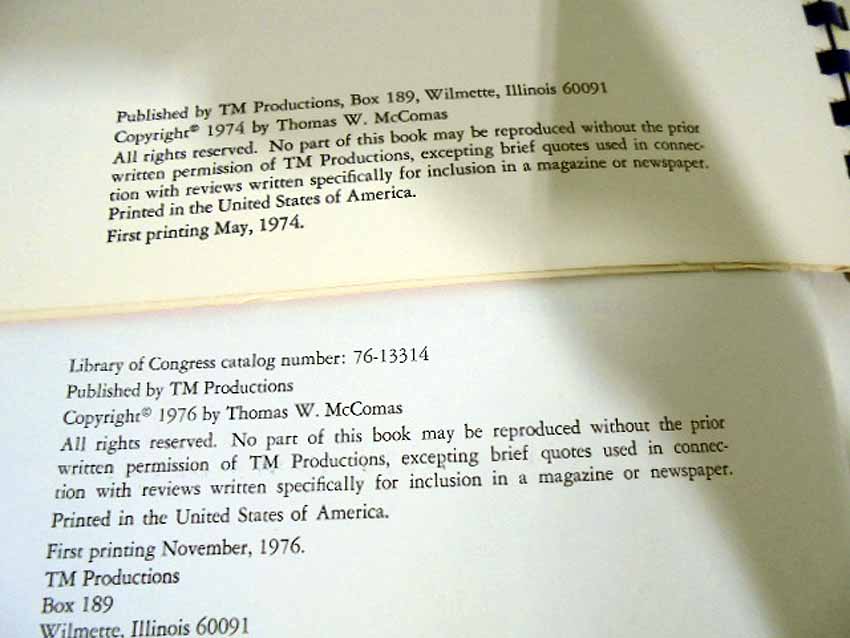 Published by TM Productions, Box 189, Wilmette, Illinois 60091
Copyright© 1974 by Thomas W. McComas
All rights reserved. No part of this book may be reproduced without the prior
written permission of TM Productions, excepting brief quotes used in connec-
tion with reviews written specifically for inclusion in a magazine or newspaper.
Printed in the United States of America.
First printing May, 1974.
Library of Congress catalog number: 76-13314
Published by TM Productions
Copyright© 1976 by Thomas W. McComas
All rights reserved. No part of this book may be reproduced without the prior
written permission of TM Productions, excepting brief quotes used in connec-
tion with reviews written specifically for inclusion in a magazine or newspaper.
Printed in the United States of America.
First printing November, 1976.
TM Productions
Box 189
Wilmette, Illinois 60091